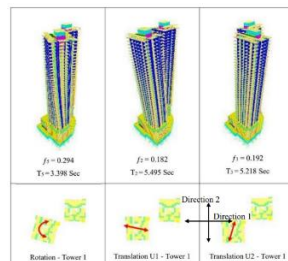 f₃ = 0.294
T₃ = 3.398 Sec
f₂ = 0.182
T₂ = 5.495 Sec
f₁ = 0.192
T₁ = 5.218 Sec
Direction 2
Direction 1
Rotation - Tower 1
Translation U1 - Tower 1
Translation U2 - Tower 1